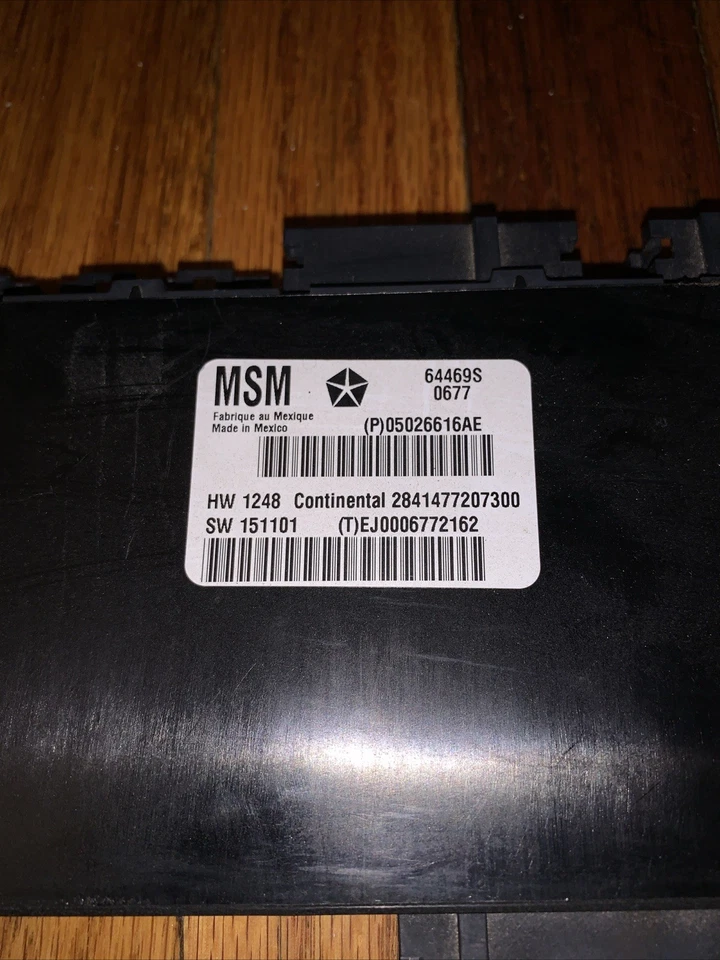 MSM
64469S
0677
Fabrique au Mexique
Made in Mexico
(P)05026616AE
HW 1248 Continental 2841477207300
SW 151101 (T)EJ0006772162